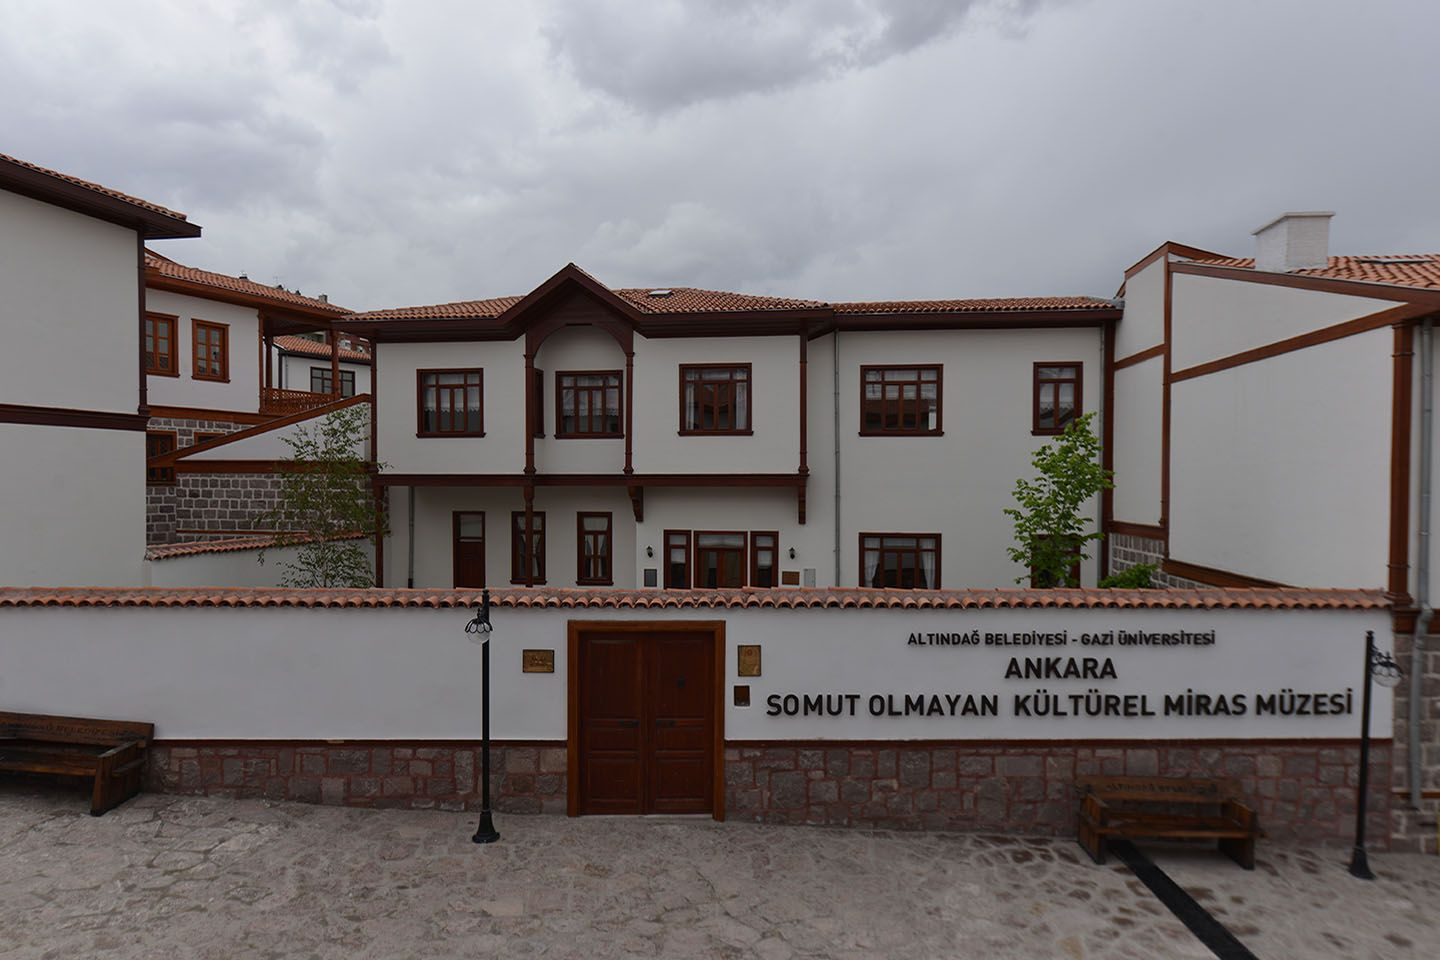 ALTINDAĞ BELEDİYESİ - GAZİ ÜNİVERSİTESİ
ANKARA
SOMUT OLMAYAN KÜLTÜREL MİRAS MÜZESİ